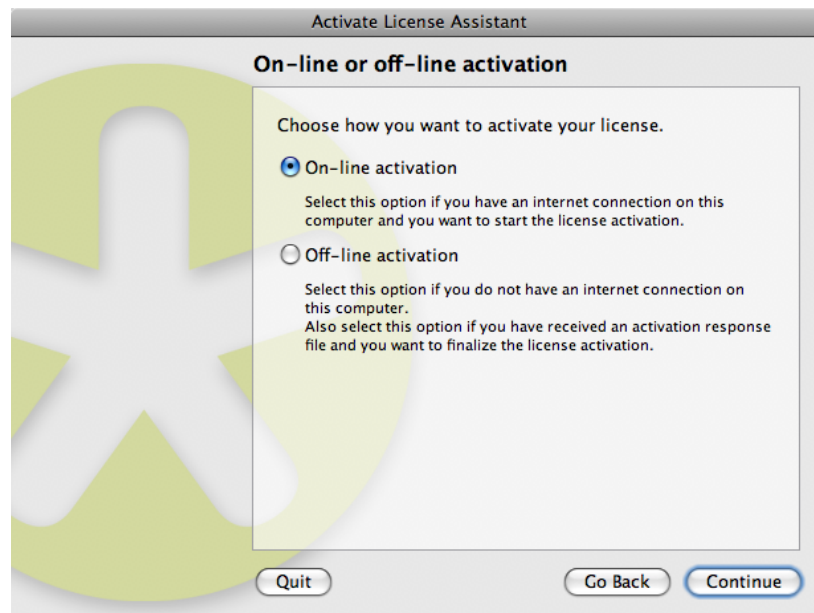 Activate License Assistant
On-line or off-line activation
Choose how you want to activate your license.
On-line activation
Select this option if you have an internet connection on this
computer and you want to start the license activation.
Off-line activation
Select this option if you do not have an internet connection on
this computer.
Also select this option if you have received an activation response
file and you want to finalize the license activation.
Quit
Go Back
Continue